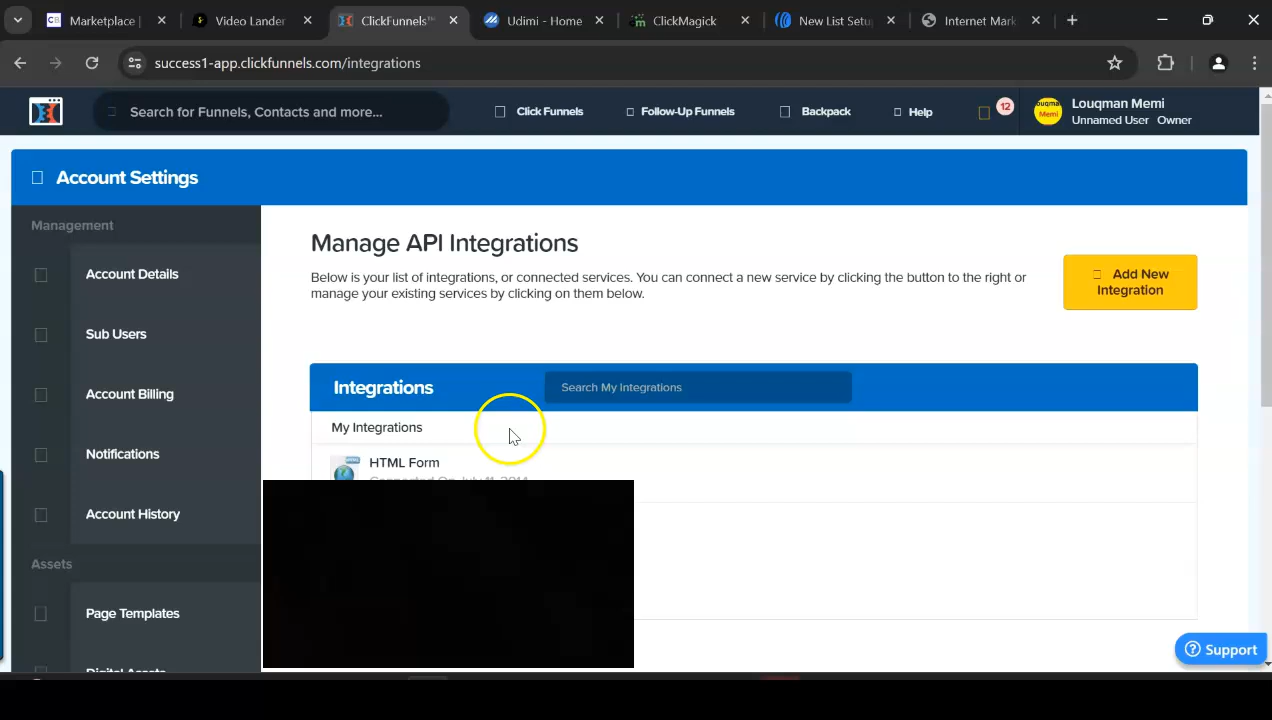 CB Marketplace |
Video Lander
ClickFunnels™
Udimi - Home
ClickMagick
New List Setu
Internet Mark
success1-app.clickfunnels.com/integrations
Search for Funnels, Contacts and more...
Click Funnels
Follow-Up Funnels
Backpack
Help
12
Louqman Memi
Unnamed User Owner
Account Settings
Management
Account Details
Sub Users
Account Billing
Notifications
Account History
Assets
Page Templates
Digital Assets
Manage API Integrations
Below is your list of integrations, or connected services. You can connect a new service by clicking the button to the right or
manage your existing services by clicking on them below.
Add New
Integration
Integrations
Search My Integrations
My Integrations
HTML Form
Connected On July 11, 2014
Support